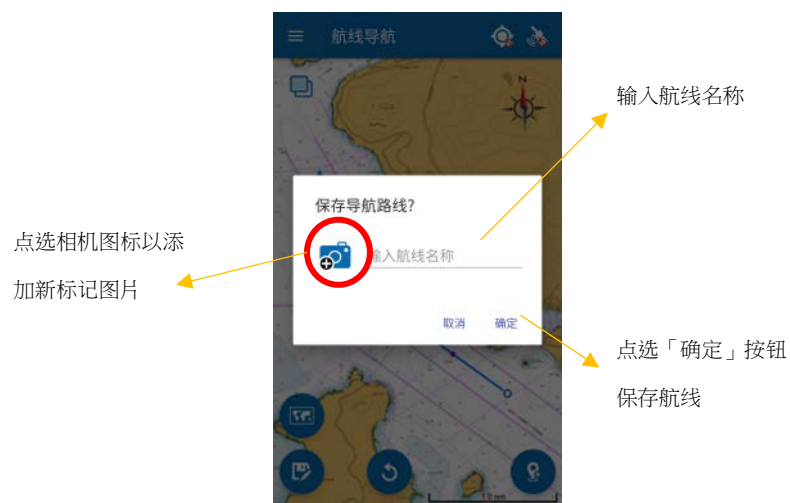 航线导航
N
输入航线名称
保存导航路线?
点选相机图标以添
加新标记图片
输入航线名称
取消 确定
点选「确定」按钮
保存航线